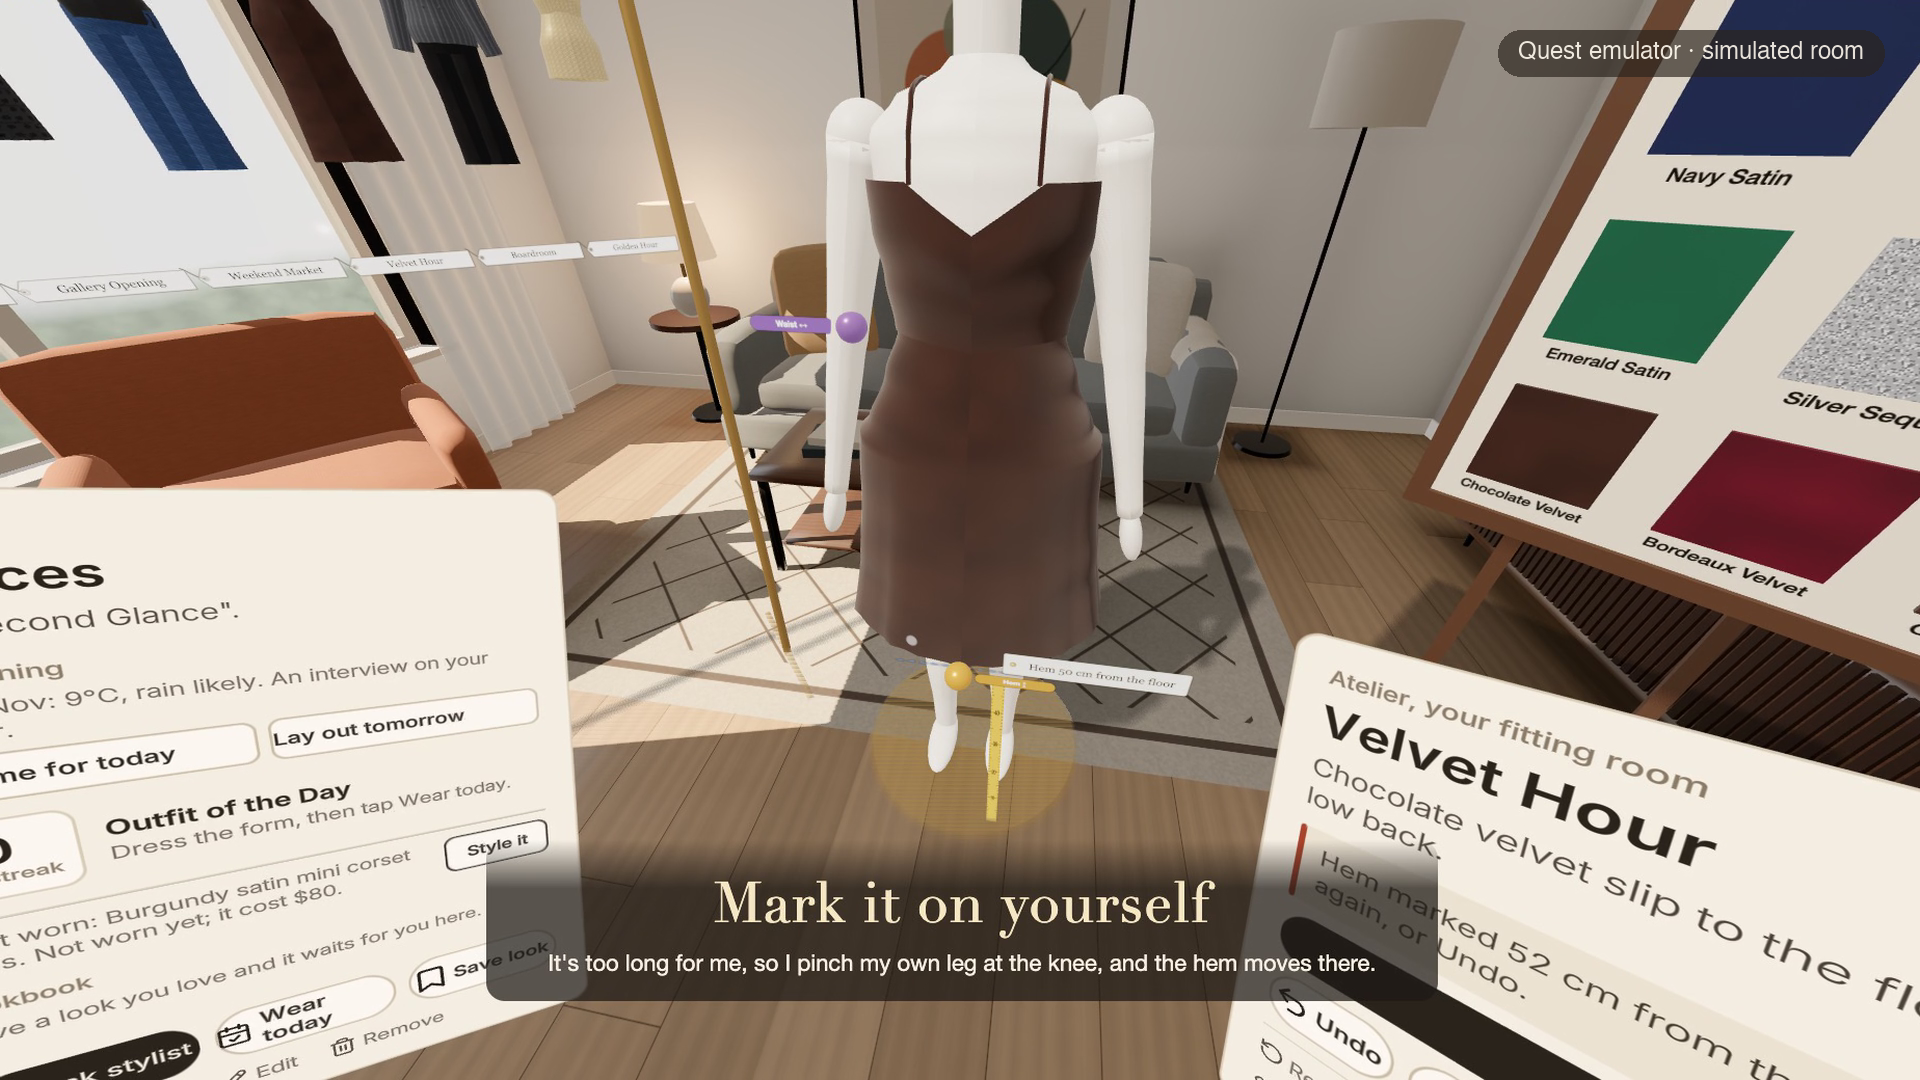 Quest emulator · simulated room
Navy Satin
Emerald Satin
Silver Sequ
Chocolate Velvet
Bordeaux Velvet
Gallery Opening
Weekend Market
Velvet Hour
Boardroom
Golden Hour
Waist ↔
Hem 50 cm from the floor
Hem ↕
ces
econd Glance".
ning
Nov: 9°C, rain likely. An interview on your
me for today
Lay out tomorrow
Outfit of the Day
Dress the form, then tap Wear today.
treak
t worn: Burgundy satin mini corset
s. Not worn yet; it cost $80.
Style it
okbook
ve a look you love and it waits for you here.
k stylist
Wear
today
Save look
Edit
Remove
Atelier, your fitting room
Velvet Hour
Chocolate velvet slip to the flo
low back.
Hem marked 52 cm from th
again, or Undo.
Undo
Mark it on yourself
It's too long for me, so I pinch my own leg at the knee, and the hem moves there.